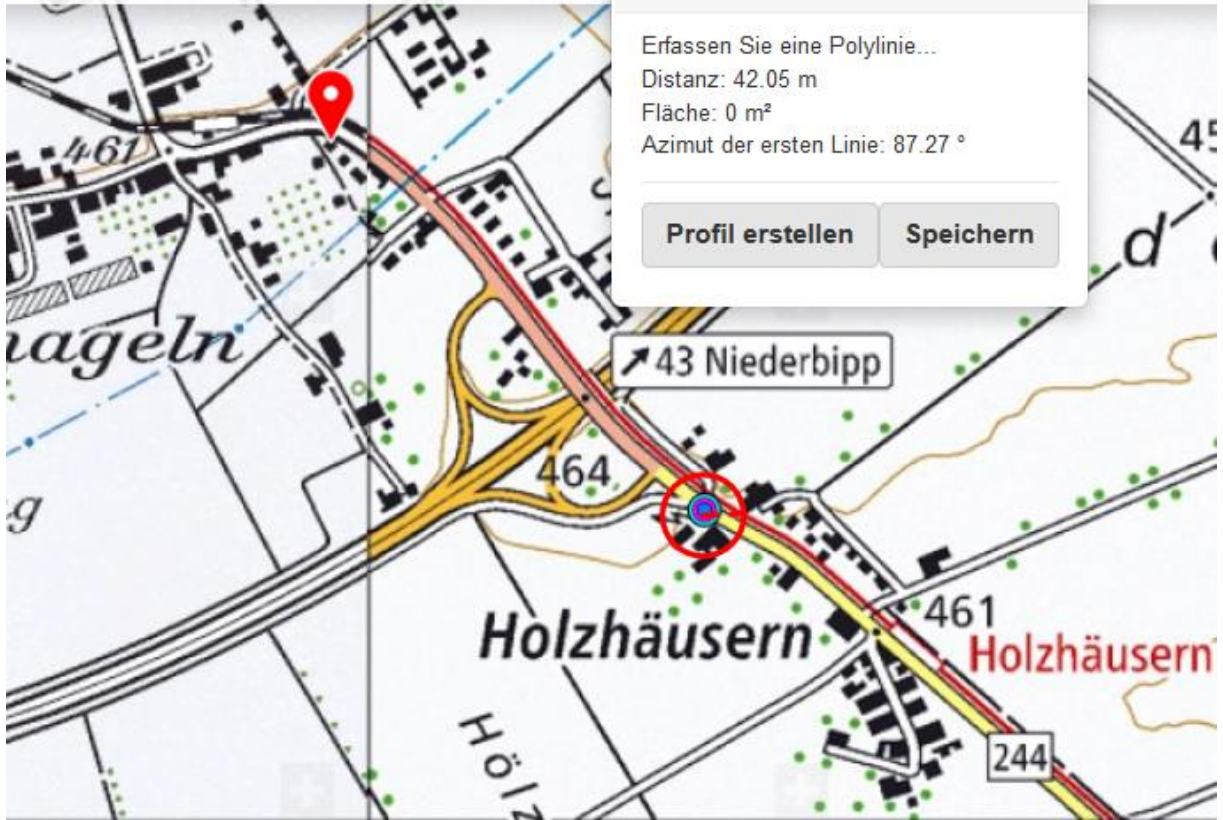 Erfassen Sie eine Polylinie...
Distanz: 42.05 m
Fläche: 0 m²
Azimut der ersten Linie: 87.27 °
Profil erstellen
Speichern
461
45
d
nageln
43 Niederbipp
464
g
Holzhäusern
461
Holzhäusern
Hölz
244